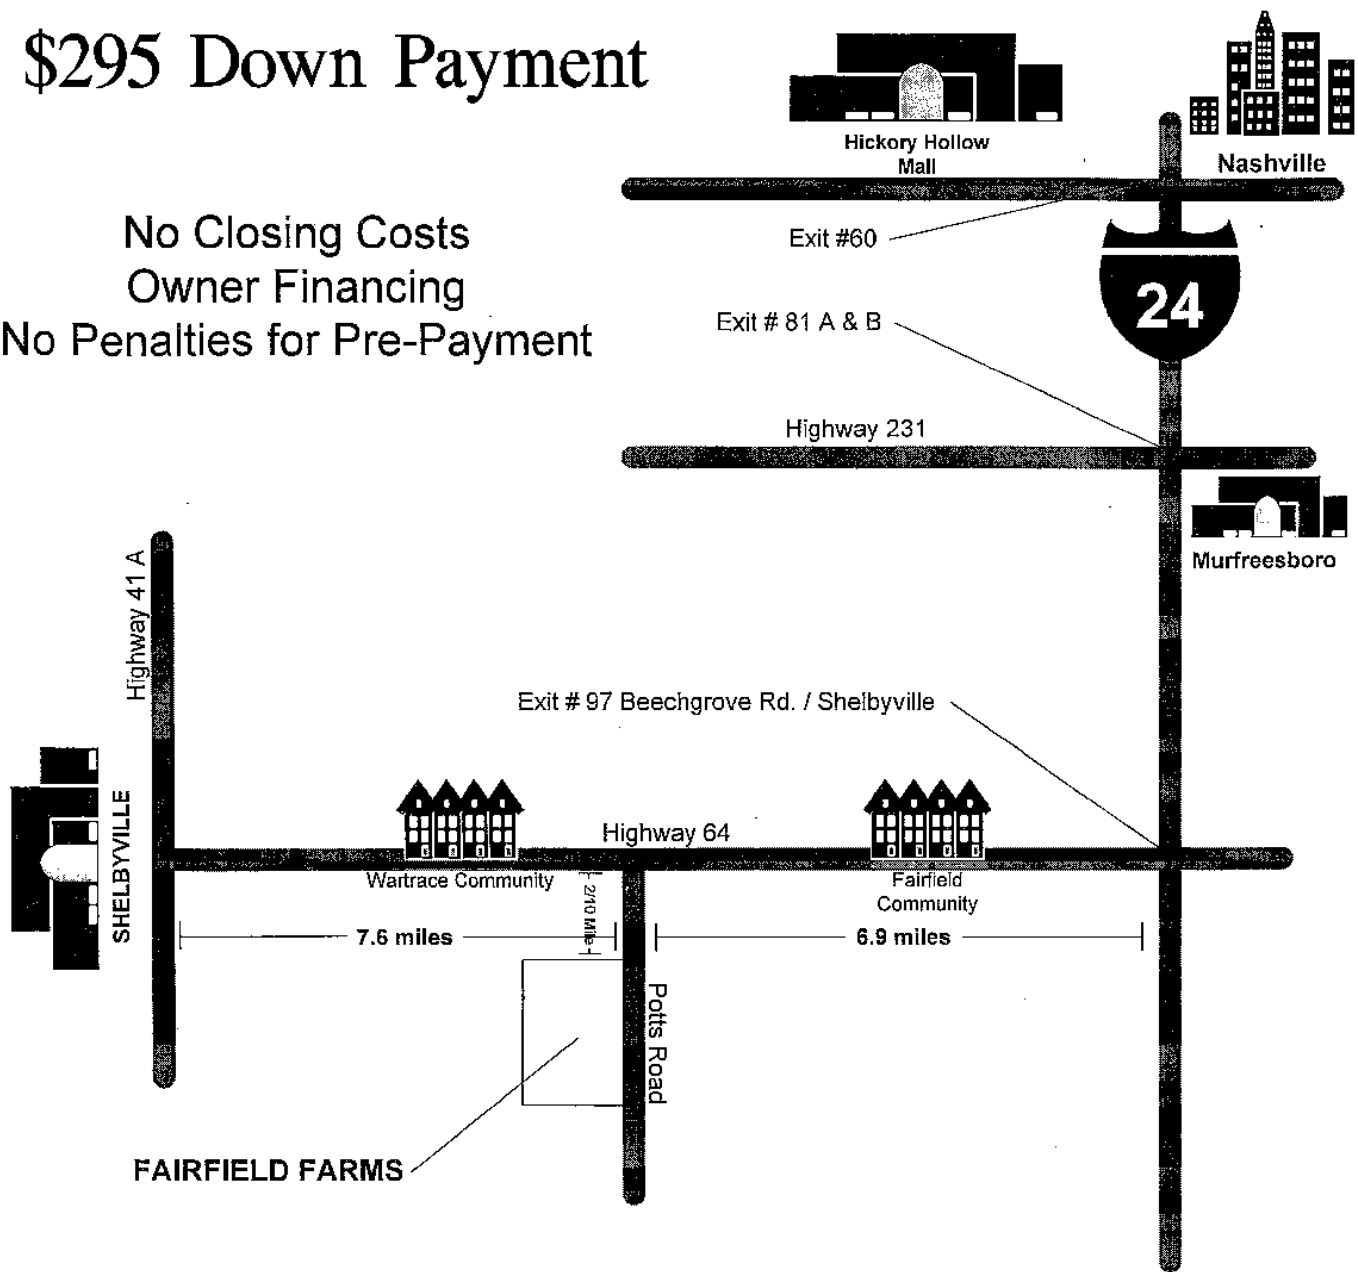 $295 Down Payment
No Closing Costs
Owner Financing
No Penalties for Pre-Payment
Hickory Hollow
Mall
Nashville
Exit #60
24
Exit # 81 A & B
Highway 231
Murfreesboro
Highway 41 A
Exit # 97 Beechgrove Rd. / Shelbyville
SHELBYVILLE
Highway 64
Wartrace Community
Fairfield
Community
2/10 Mile
7.6 miles
6.9 miles
Potts Road
FAIRFIELD FARMS